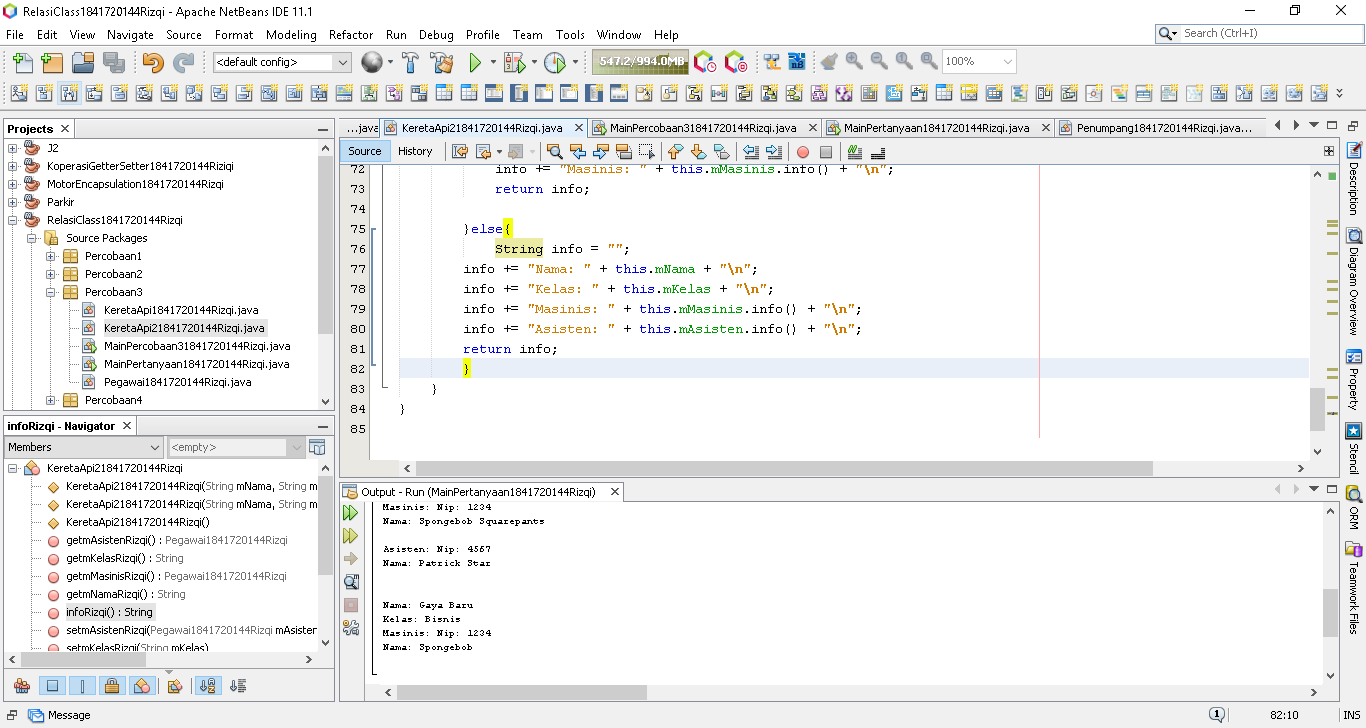 RelasiClass1841720144Rizqi - Apache NetBeans IDE 11.1
File Edit View Navigate Source Format Modeling Refactor Run Debug Profile Team Tools Window Help
Search (Ctrl+I)
<default config> 547.2/994.0MB 100%
Projects
J2
KoperasiGetterSetter1841720144Rizqi
MotorEncapsulation1841720144Rizqi
Parkir
RelasiClass1841720144Rizqi
Source Packages
Percobaan1
Percobaan2
Percobaan3
KeretaApi1841720144Rizqi.java
KeretaApi21841720144Rizqi.java
MainPercobaan31841720144Rizqi.java
MainPertanyaan1841720144Rizqi.java
Pegawai1841720144Rizqi.java
Percobaan4
infoRizqi - Navigator
Members <empty>
KeretaApi21841720144Rizqi
KeretaApi21841720144Rizqi(String mNama, String m
KeretaApi21841720144Rizqi(String mNama, String m
KeretaApi21841720144Rizqi()
getmAsistenRizqi() : Pegawai1841720144Rizqi
getmKelasRizqi() : String
getmMasinisRizqi() : Pegawai1841720144Rizqi
getmNamaRizqi() : String
infoRizqi() : String
setmAsistenRizqi(Pegawai1841720144Rizqi mAsisten
setmKelasRizqi(String mKelas)
...java KeretaApi21841720144Rizqi.java MainPercobaan31841720144Rizqi.java MainPertanyaan1841720144Rizqi.java Penumpang1841720144Rizqi.java...
Source History
72 info += "Masinis: " + this.mMasinis.info() + "\n";
73 return info;
74
75 }else{
76 String info = "";
77 info += "Nama: " + this.mNama + "\n";
78 info += "Kelas: " + this.mKelas + "\n";
79 info += "Masinis: " + this.mMasinis.info() + "\n";
80 info += "Asisten: " + this.mAsisten.info() + "\n";
81 return info;
82 }
83 }
84 }
85
Output - Run (MainPertanyaan1841720144Rizqi)
Masinis: Nip: 1234
Nama: Spongebob Squarepants
Asisten: Nip: 4567
Nama: Patrick Star
Nama: Gaya Baru
Kelas: Bisnis
Masinis: Nip: 1234
Nama: Spongebob
Description
Diagram Overview
Property
Stencil
ORM
Teamwork Files
Message 1 82:10 INS